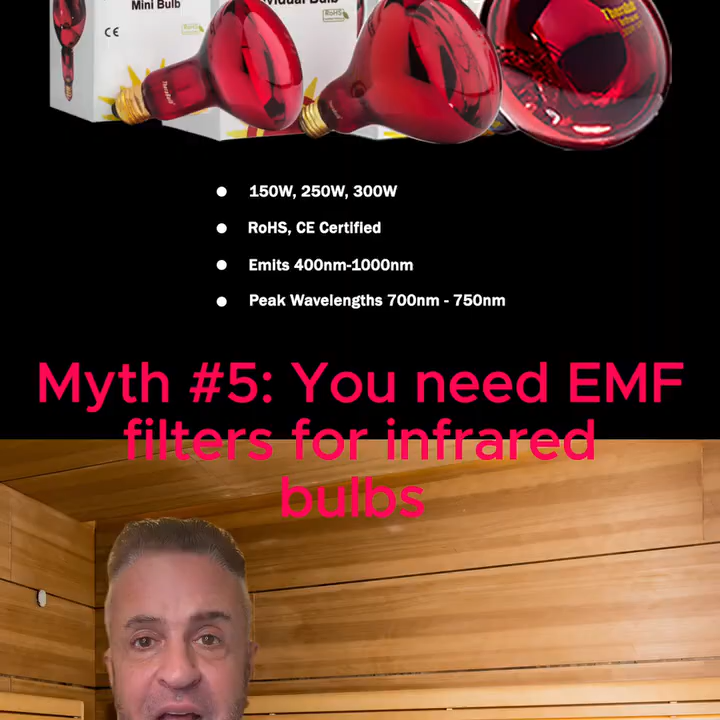 Mini Bulb
CE
RoHS
● 150W, 250W, 300W
● RoHS, CE Certified
● Emits 400nm-1000nm
● Peak Wavelengths 700nm - 750nm
Myth #5: You need EMF
filters for infrared
bulbs